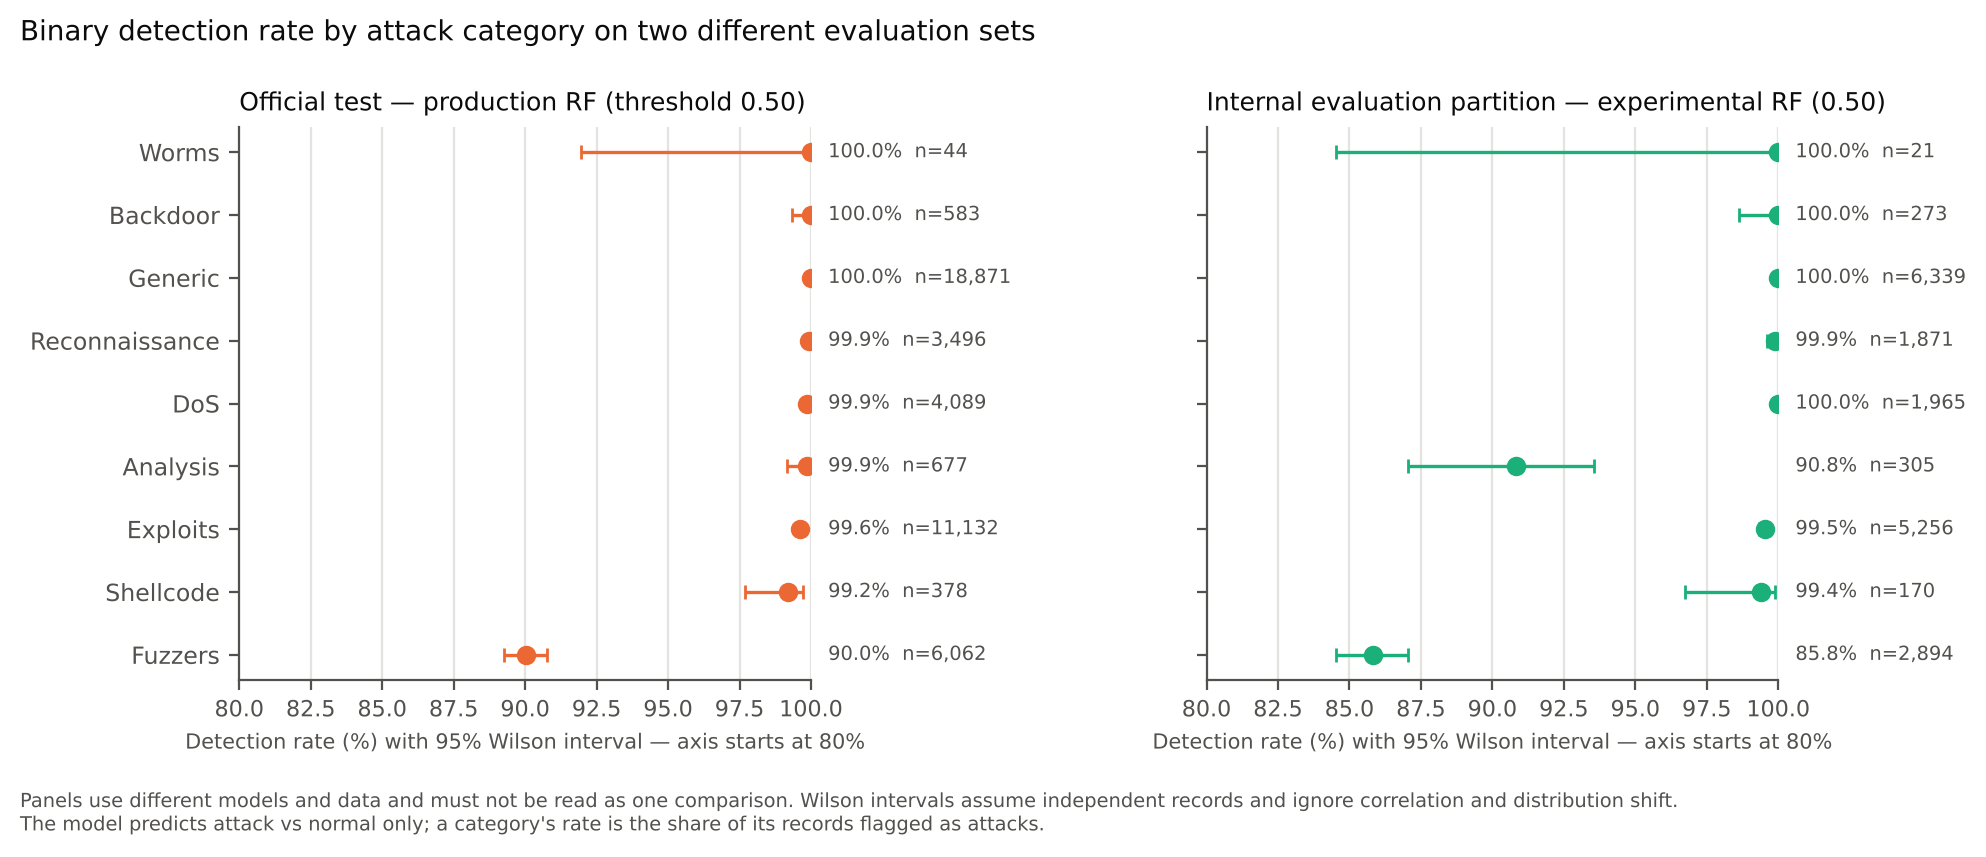 Binary detection rate by attack category on two different evaluation sets
Official test — production RF (threshold 0.50)
Worms 100.0% n=44
Backdoor 100.0% n=583
Generic 100.0% n=18,871
Reconnaissance 99.9% n=3,496
DoS 99.9% n=4,089
Analysis 99.9% n=677
Exploits 99.6% n=11,132
Shellcode 99.2% n=378
Fuzzers 90.0% n=6,062
80.0 82.5 85.0 87.5 90.0 92.5 95.0 97.5 100.0
Detection rate (%) with 95% Wilson interval — axis starts at 80%
Internal evaluation partition — experimental RF (0.50)
100.0% n=21
100.0% n=273
100.0% n=6,339
99.9% n=1,871
100.0% n=1,965
90.8% n=305
99.5% n=5,256
99.4% n=170
85.8% n=2,894
80.0 82.5 85.0 87.5 90.0 92.5 95.0 97.5 100.0
Detection rate (%) with 95% Wilson interval — axis starts at 80%
Panels use different models and data and must not be read as one comparison. Wilson intervals assume independent records and ignore correlation and distribution shift.
The model predicts attack vs normal only; a category's rate is the share of its records flagged as attacks.